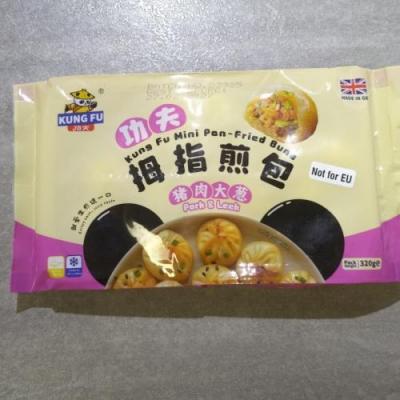 KUNG FU
功夫
MADE IN GB
功夫
Kung Fu Mini Pan-Fried Buns
拇指煎包
Not for EU
猪肉大葱
Pork & Leek
320g℮